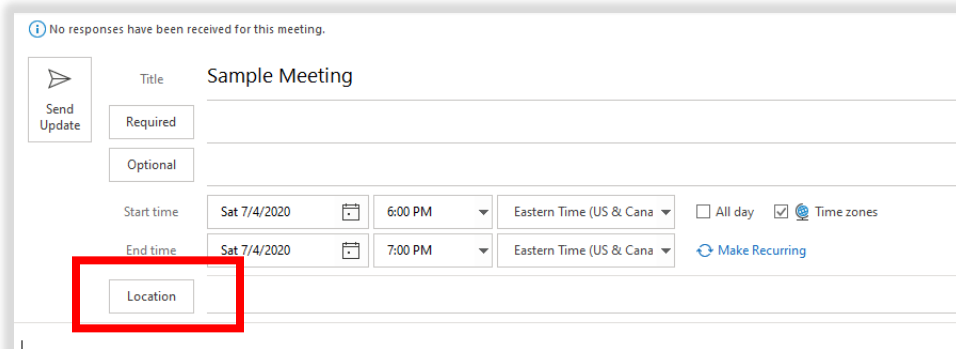 No responses have been received for this meeting.
Title Sample Meeting
Send Update
Required
Optional
Start time Sat 7/4/2020 6:00 PM Eastern Time (US & Cana All day Time zones
End time Sat 7/4/2020 7:00 PM Eastern Time (US & Cana Make Recurring
Location